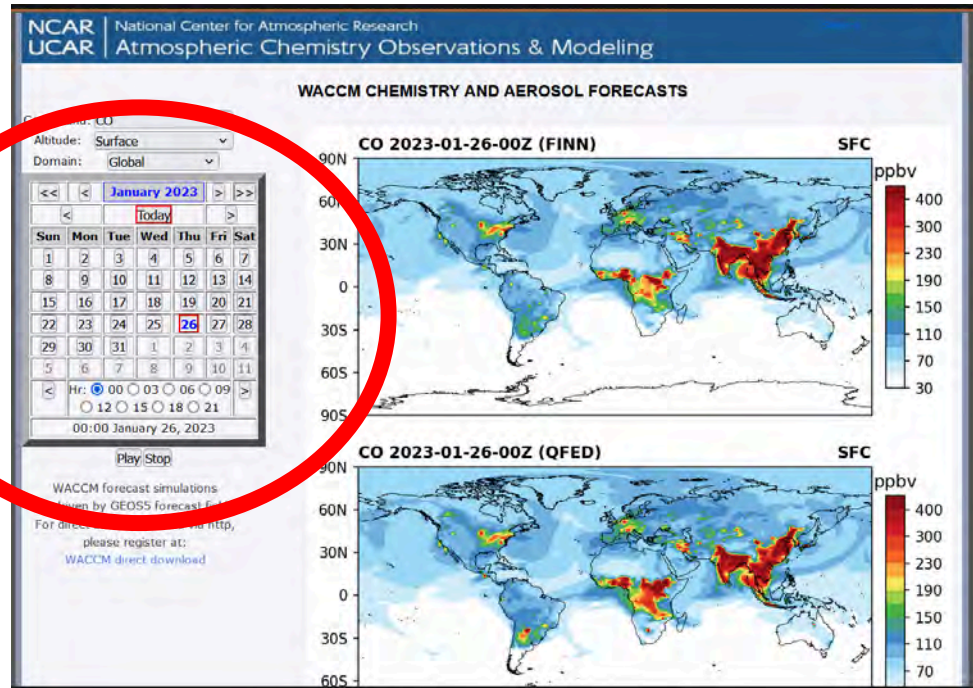 NCAR National Center for Atmospheric Research
UCAR Atmospheric Chemistry Observations & Modeling
WACCM CHEMISTRY AND AEROSOL FORECASTS
CO
Altitude: Surface
Domain: Global
<< < January 2023 > >>
< Today >
Sun Mon Tue Wed Thu Fri Sat
1 2 3 4 5 6 7
8 9 10 11 12 13 14
15 16 17 18 19 20 21
22 23 24 25 26 27 28
29 30 31 1 2 3 4
5 6 7 8 9 10 11
< Hr: 00 03 06 09 >
12 15 18 21
00:00 January 26, 2023
Play Stop
WACCM forecast simulations
by GEOS5 forecast
For http,
please register at:
WACCM direct download
CO 2023-01-26-00Z (FINN) SFC
90N
60N
30N
0
30S
60S
90S
ppbv
400
300
230
190
150
110
70
30
CO 2023-01-26-00Z (QFED) SFC
90N
60N
30N
0
30S
60S
ppbv
400
300
230
190
150
110
70